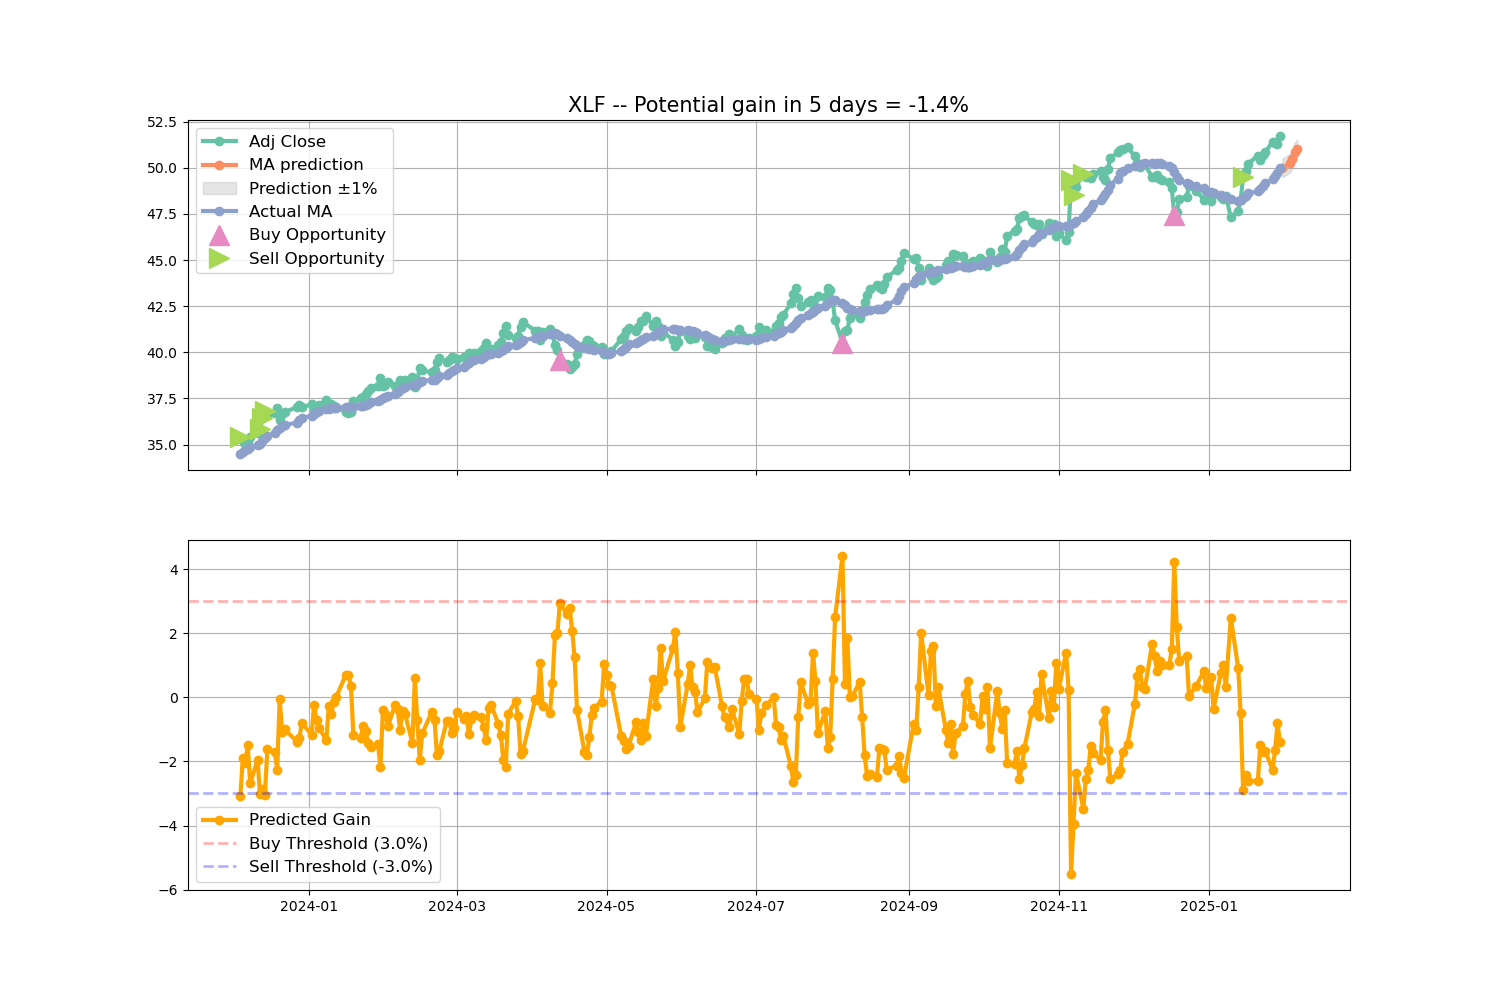 XLF -- Potential gain in 5 days = -1.4%
52.5
50.0
47.5
45.0
42.5
40.0
37.5
35.0
Adj Close
MA prediction
Prediction ±1%
Actual MA
Buy Opportunity
Sell Opportunity
4
2
0
−2
−4
−6
Predicted Gain
Buy Threshold (3.0%)
Sell Threshold (-3.0%)
2024-01 2024-03 2024-05 2024-07 2024-09 2024-11 2025-01